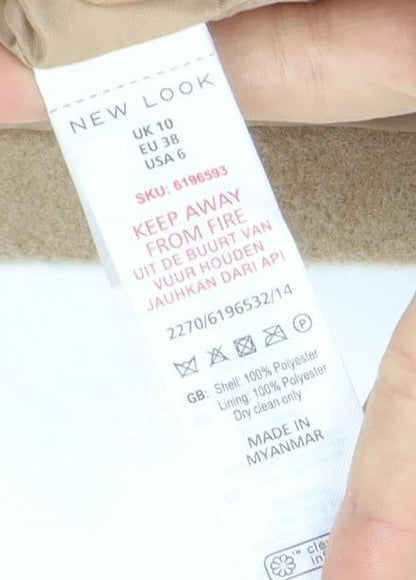 NEW LOOK
UK 10
EU 38
USA 6
SKU: 6196593
KEEP AWAY
FROM FIRE
UIT DE BUURT VAN
VUUR HOUDEN
JAUHKAN DARI API
2270/6196532/14
P
GB: Shell: 100% Polyester
Lining: 100% Polyester
Dry clean only
MADE IN
MYANMAR